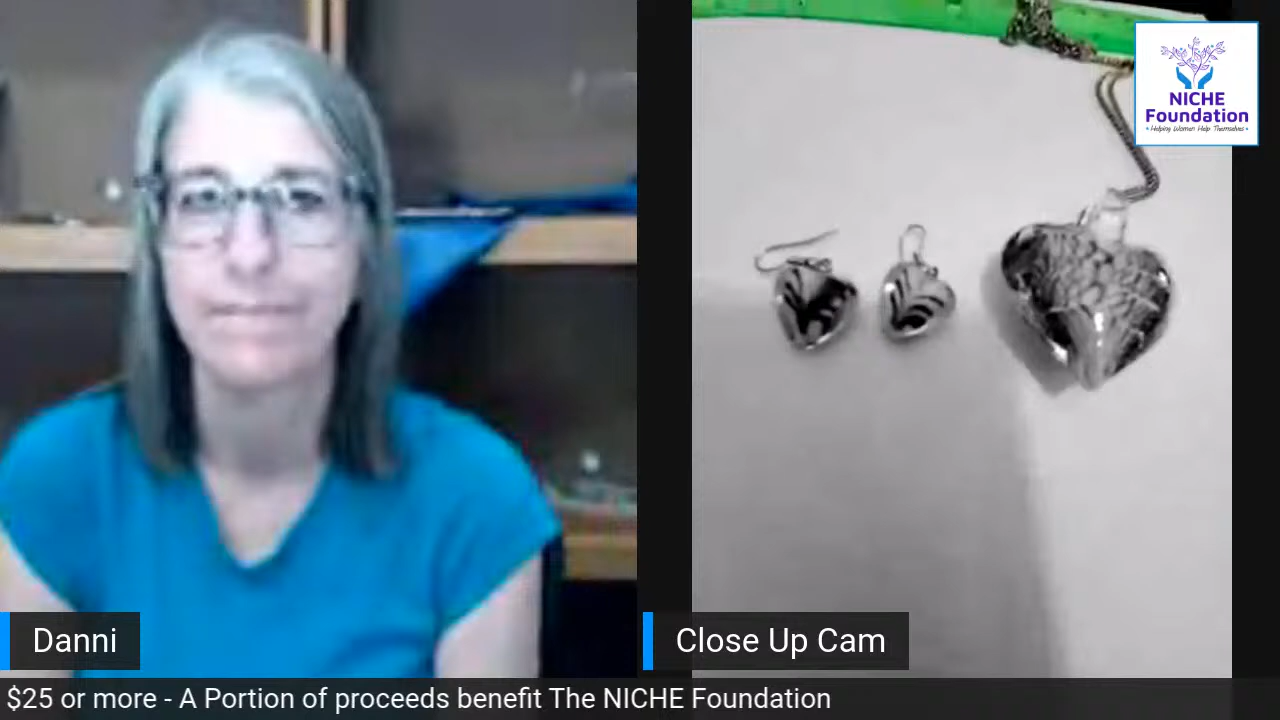 NICHE
Foundation
• Helping Women Help Themselves •
Danni
Close Up Cam
$25 or more - A Portion of proceeds benefit The NICHE Foundation